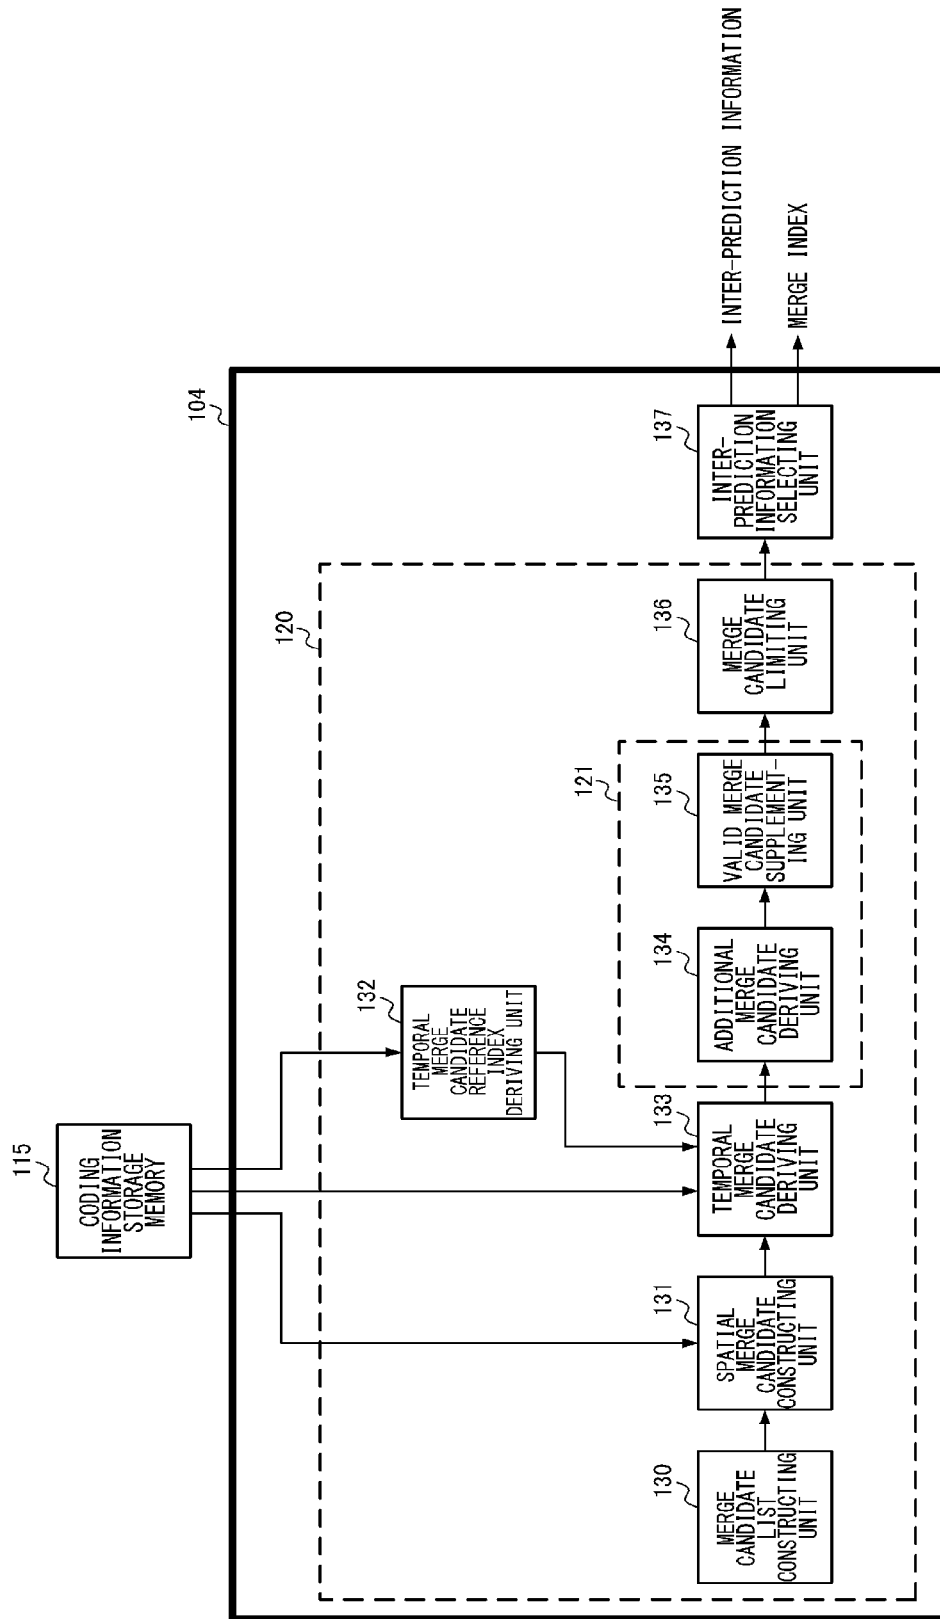 115
CODING
INFORMATION
STORAGE
MEMORY
104
120
132
TEMPORAL
MERGE
CANDIDATE
REFERENCE
INDEX
DERIVING UNIT
121
130
MERGE
CANDIDATE
LIST
CONSTRUCTING
UNIT
131
SPATIAL
MERGE
CANDIDATE
CONSTRUCTING
UNIT
133
TEMPORAL
MERGE
CANDIDATE
DERIVING
UNIT
134
ADDITIONAL
MERGE
CANDIDATE
DERIVING
UNIT
135
VALID MERGE
CANDIDATE
SUPPLEMENT-
ING UNIT
136
MERGE
CANDIDATE
LIMITING
UNIT
137
INTER-
PREDICTION
INFORMATION
SELECTING
UNIT
INTER-PREDICTION INFORMATION
MERGE INDEX